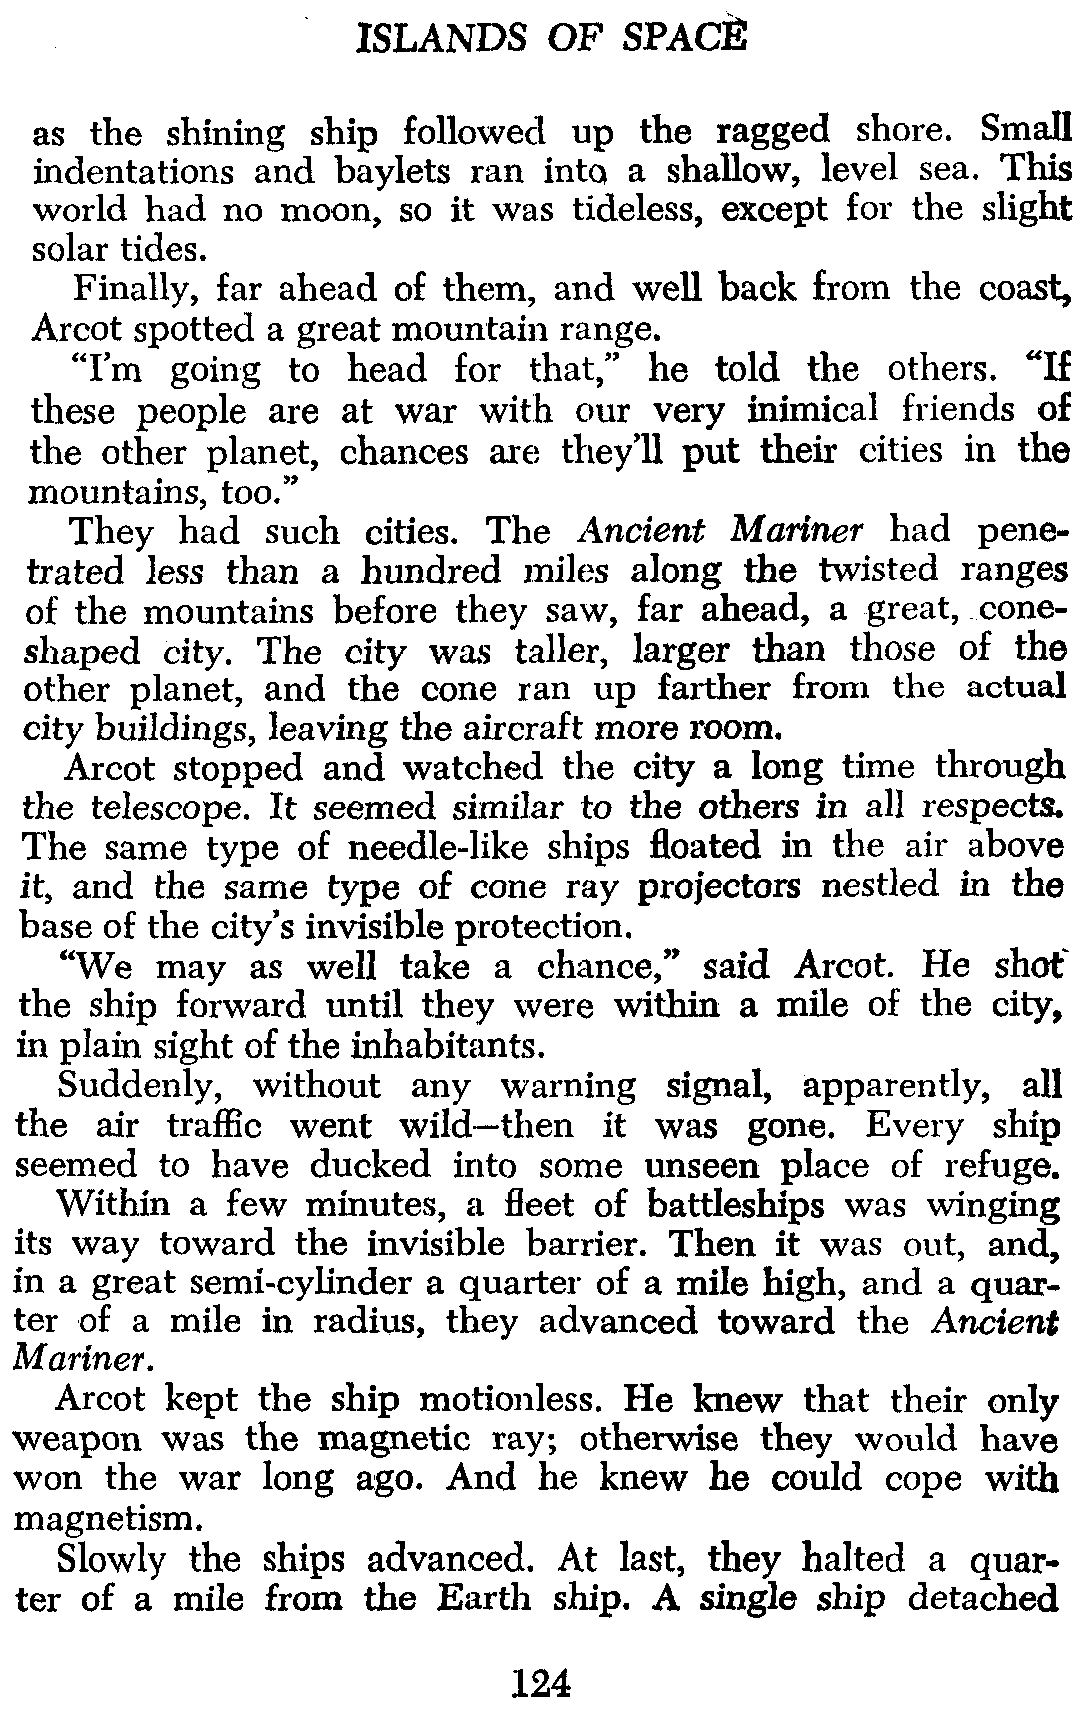 ISLANDS OF SPACE
as the shining ship followed up the ragged shore. Small
indentations and baylets ran into a shallow, level sea. This
world had no moon, so it was tideless, except for the slight
solar tides.
Finally, far ahead of them, and well back from the coast,
Arcot spotted a great mountain range.
“I’m going to head for that,” he told the others. “If
these people are at war with our very inimical friends of
the other planet, chances are they’ll put their cities in the
mountains, too.”
They had such cities. The Ancient Mariner had pene-
trated less than a hundred miles along the twisted ranges
of the mountains before they saw, far ahead, a great, cone-
shaped city. The city was taller, larger than those of the
other planet, and the cone ran up farther from the actual
city buildings, leaving the aircraft more room.
Arcot stopped and watched the city a long time through
the telescope. It seemed similar to the others in all respects.
The same type of needle-like ships floated in the air above
it, and the same type of cone ray projectors nestled in the
base of the city’s invisible protection.
“We may as well take a chance,” said Arcot. He shot
the ship forward until they were within a mile of the city,
in plain sight of the inhabitants.
Suddenly, without any warning signal, apparently, all
the air traffic went wild—then it was gone. Every ship
seemed to have ducked into some unseen place of refuge.
Within a few minutes, a fleet of battleships was winging
its way toward the invisible barrier. Then it was out, and,
in a great semi-cylinder a quarter of a mile high, and a quar-
ter of a mile in radius, they advanced toward the Ancient
Mariner.
Arcot kept the ship motionless. He knew that their only
weapon was the magnetic ray; otherwise they would have
won the war long ago. And he knew he could cope with
magnetism.
Slowly the ships advanced. At last, they halted a quar-
ter of a mile from the Earth ship. A single ship detached
124